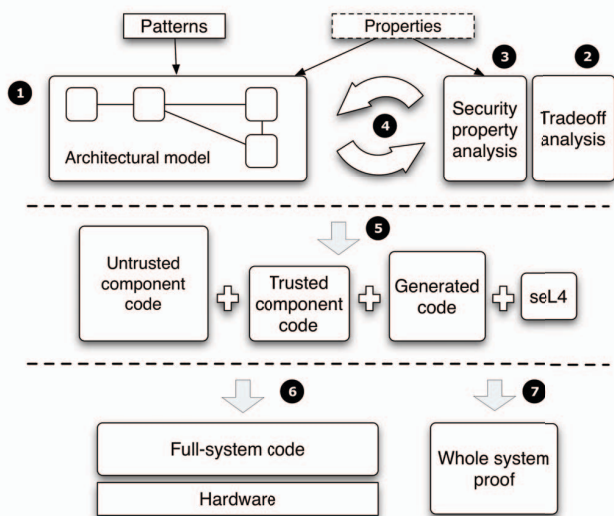 Patterns
Properties
1
3
2
4
Architectural model
Security
property
analysis
Tradeoff
analysis
5
Untrusted
component
code
Trusted
component
code
Generated
code
seL4
6
7
Full-system code
Hardware
Whole system
proof